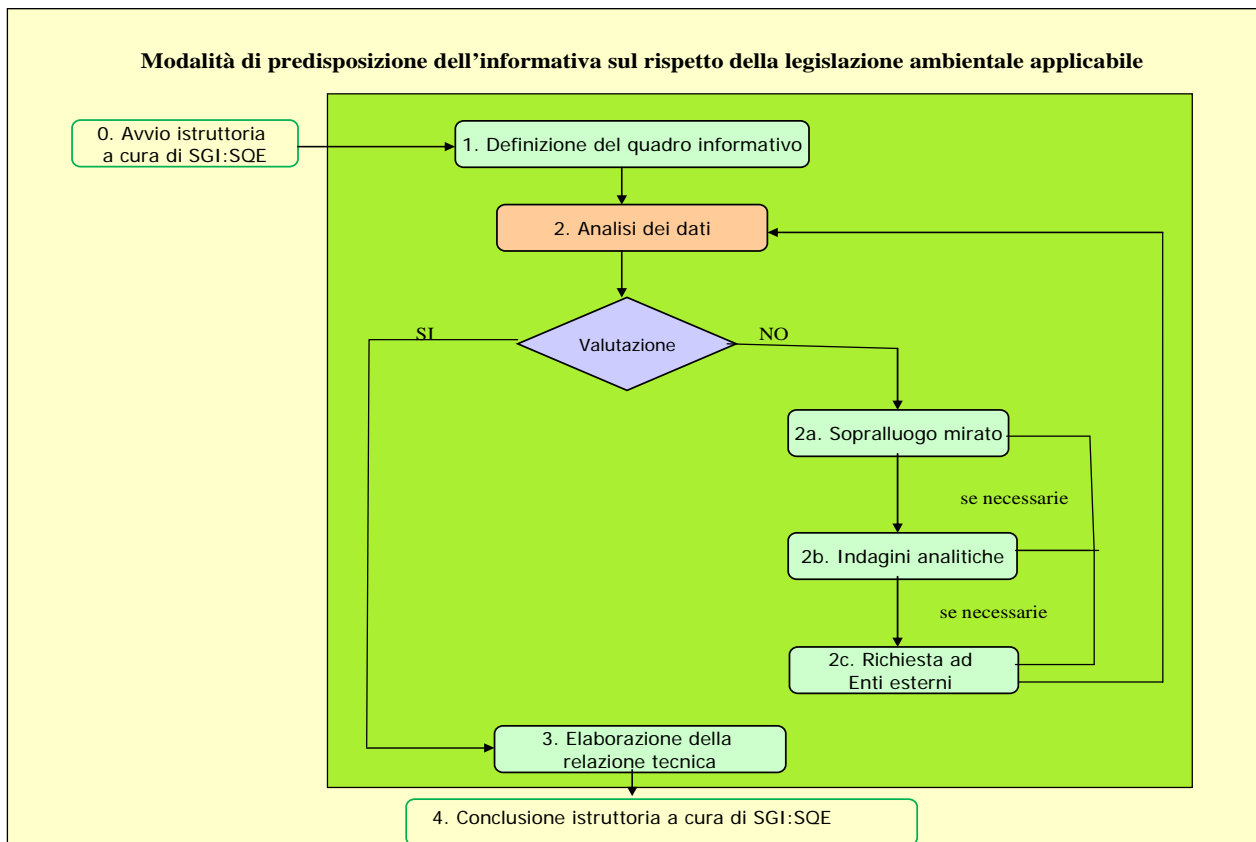 Modalità di predisposizione dell'informativa sul rispetto della legislazione ambientale applicabile
0. Avvio istruttoria
a cura di SGI:SQE
1. Definizione del quadro informativo
2. Analisi dei dati
SI
Valutazione
NO
2a. Sopralluogo mirato
se necessarie
2b. Indagini analitiche
se necessarie
2c. Richiesta ad
Enti esterni
3. Elaborazione della
relazione tecnica
4. Conclusione istruttoria a cura di SGI:SQE